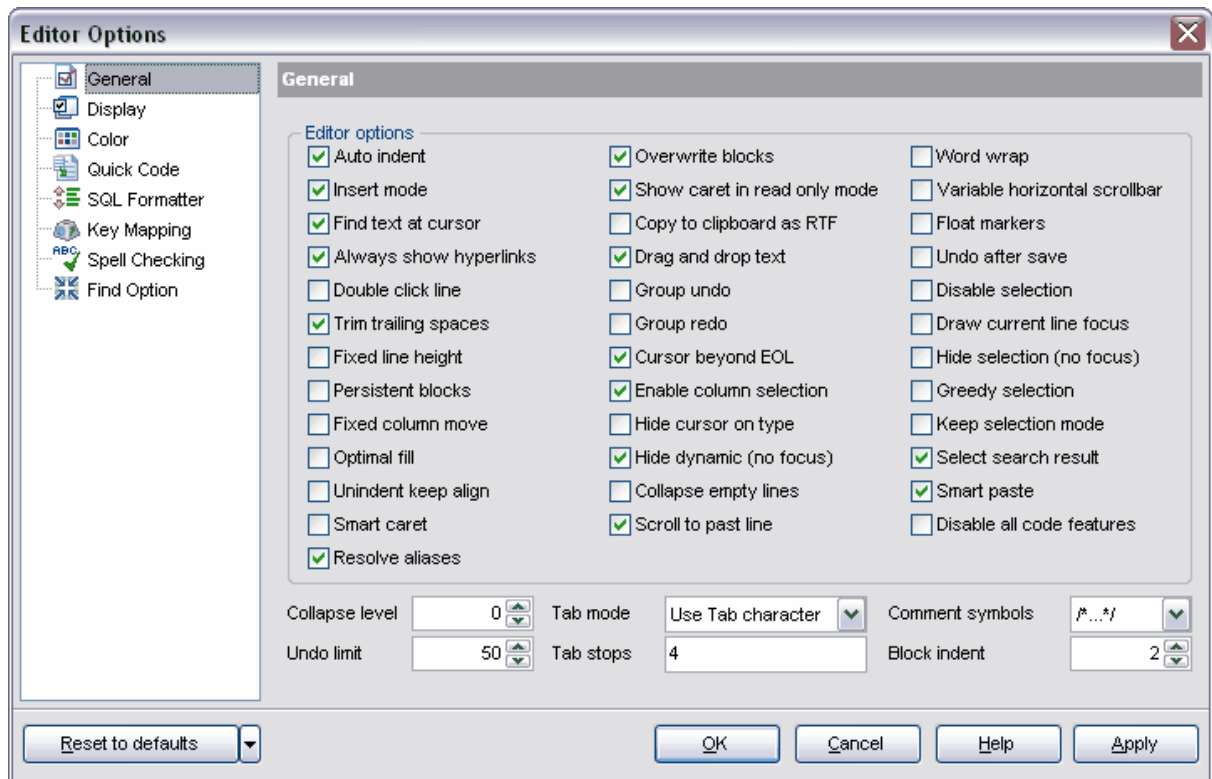 Editor Options
General
Display
Color
Quick Code
SQL Formatter
Key Mapping
ABC
Spell Checking
Find Option
General
Editor options
Auto indent Overwrite blocks Word wrap
Insert mode Show caret in read only mode Variable horizontal scrollbar
Find text at cursor Copy to clipboard as RTF Float markers
Always show hyperlinks Drag and drop text Undo after save
Double click line Group undo Disable selection
Trim trailing spaces Group redo Draw current line focus
Fixed line height Cursor beyond EOL Hide selection (no focus)
Persistent blocks Enable column selection Greedy selection
Fixed column move Hide cursor on type Keep selection mode
Optimal fill Hide dynamic (no focus) Select search result
Unindent keep align Collapse empty lines Smart paste
Smart caret Scroll to past line Disable all code features
Resolve aliases
Collapse level 0 Tab mode Use Tab character Comment symbols /*...*/
Undo limit 50 Tab stops 4 Block indent 2
Reset to defaults OK Cancel Help Apply